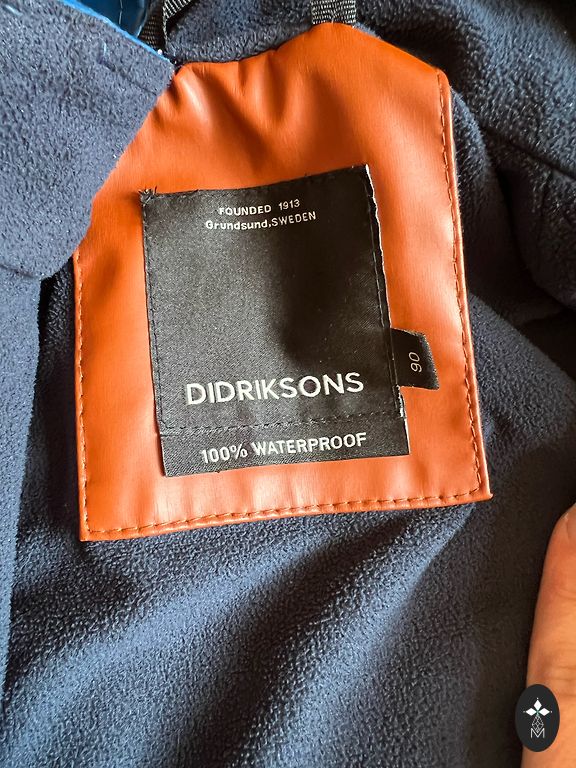 FOUNDED 1913
Grundsund,SWEDEN
DIDRIKSONS
90
100% WATERPROOF